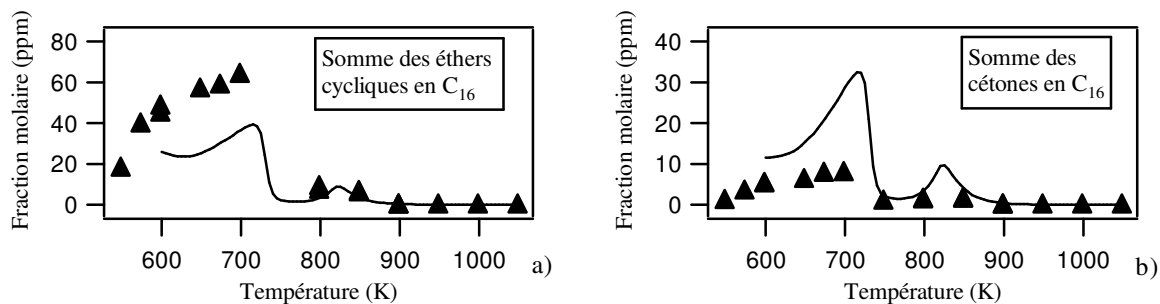 Fraction molaire (ppm)
80
60
40
20
0
Somme des éthers
cycliques en C16
600 700 800 900 1000
Température (K)
a)
Fraction molaire (ppm)
40
30
20
10
0
Somme des
cétones en C16
600 700 800 900 1000
Température (K)
b)